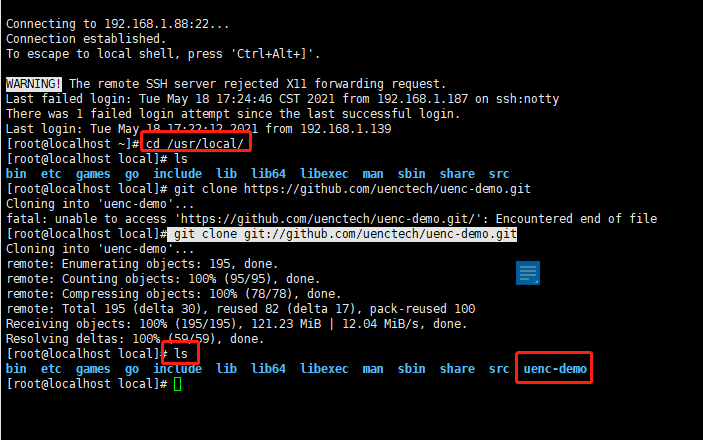 Connecting to 192.168.1.88:22...
Connection established.
To escape to local shell, press 'Ctrl+Alt+]'.
WARNING! The remote SSH server rejected X11 forwarding request.
Last failed login: Tue May 18 17:24:46 CST 2021 from 192.168.1.187 on ssh:notty
There was 1 failed login attempt since the last successful login.
Last login: Tue May 18 17:22:12 2021 from 192.168.1.139
[root@localhost ~]# cd /usr/local/
[root@localhost local]# ls
bin etc games go include lib lib64 libexec man sbin share src
[root@localhost local]# git clone https://github.com/uenctech/uenc-demo.git
Cloning into 'uenc-demo'...
fatal: unable to access 'https://github.com/uenctech/uenc-demo.git/': Encountered end of file
[root@localhost local]# git clone git://github.com/uenctech/uenc-demo.git
Cloning into 'uenc-demo'...
remote: Enumerating objects: 195, done.
remote: Counting objects: 100% (95/95), done.
remote: Compressing objects: 100% (78/78), done.
remote: Total 195 (delta 30), reused 82 (delta 17), pack-reused 100
Receiving objects: 100% (195/195), 121.23 MiB | 12.04 MiB/s, done.
Resolving deltas: 100% (59/59), done.
[root@localhost local]# ls
bin etc games go include lib lib64 libexec man sbin share src uenc-demo
[root@localhost local]#